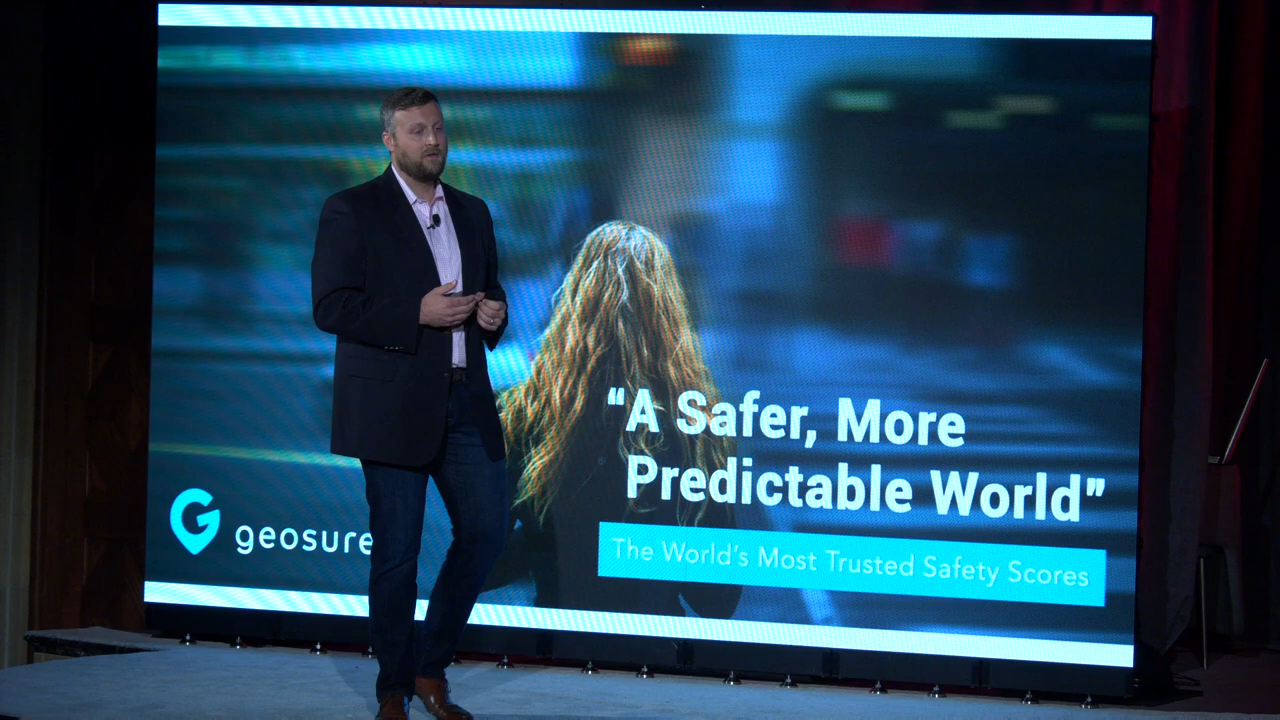 “A Safer, More
Predictable World”
The World's Most Trusted Safety Scores
geosure